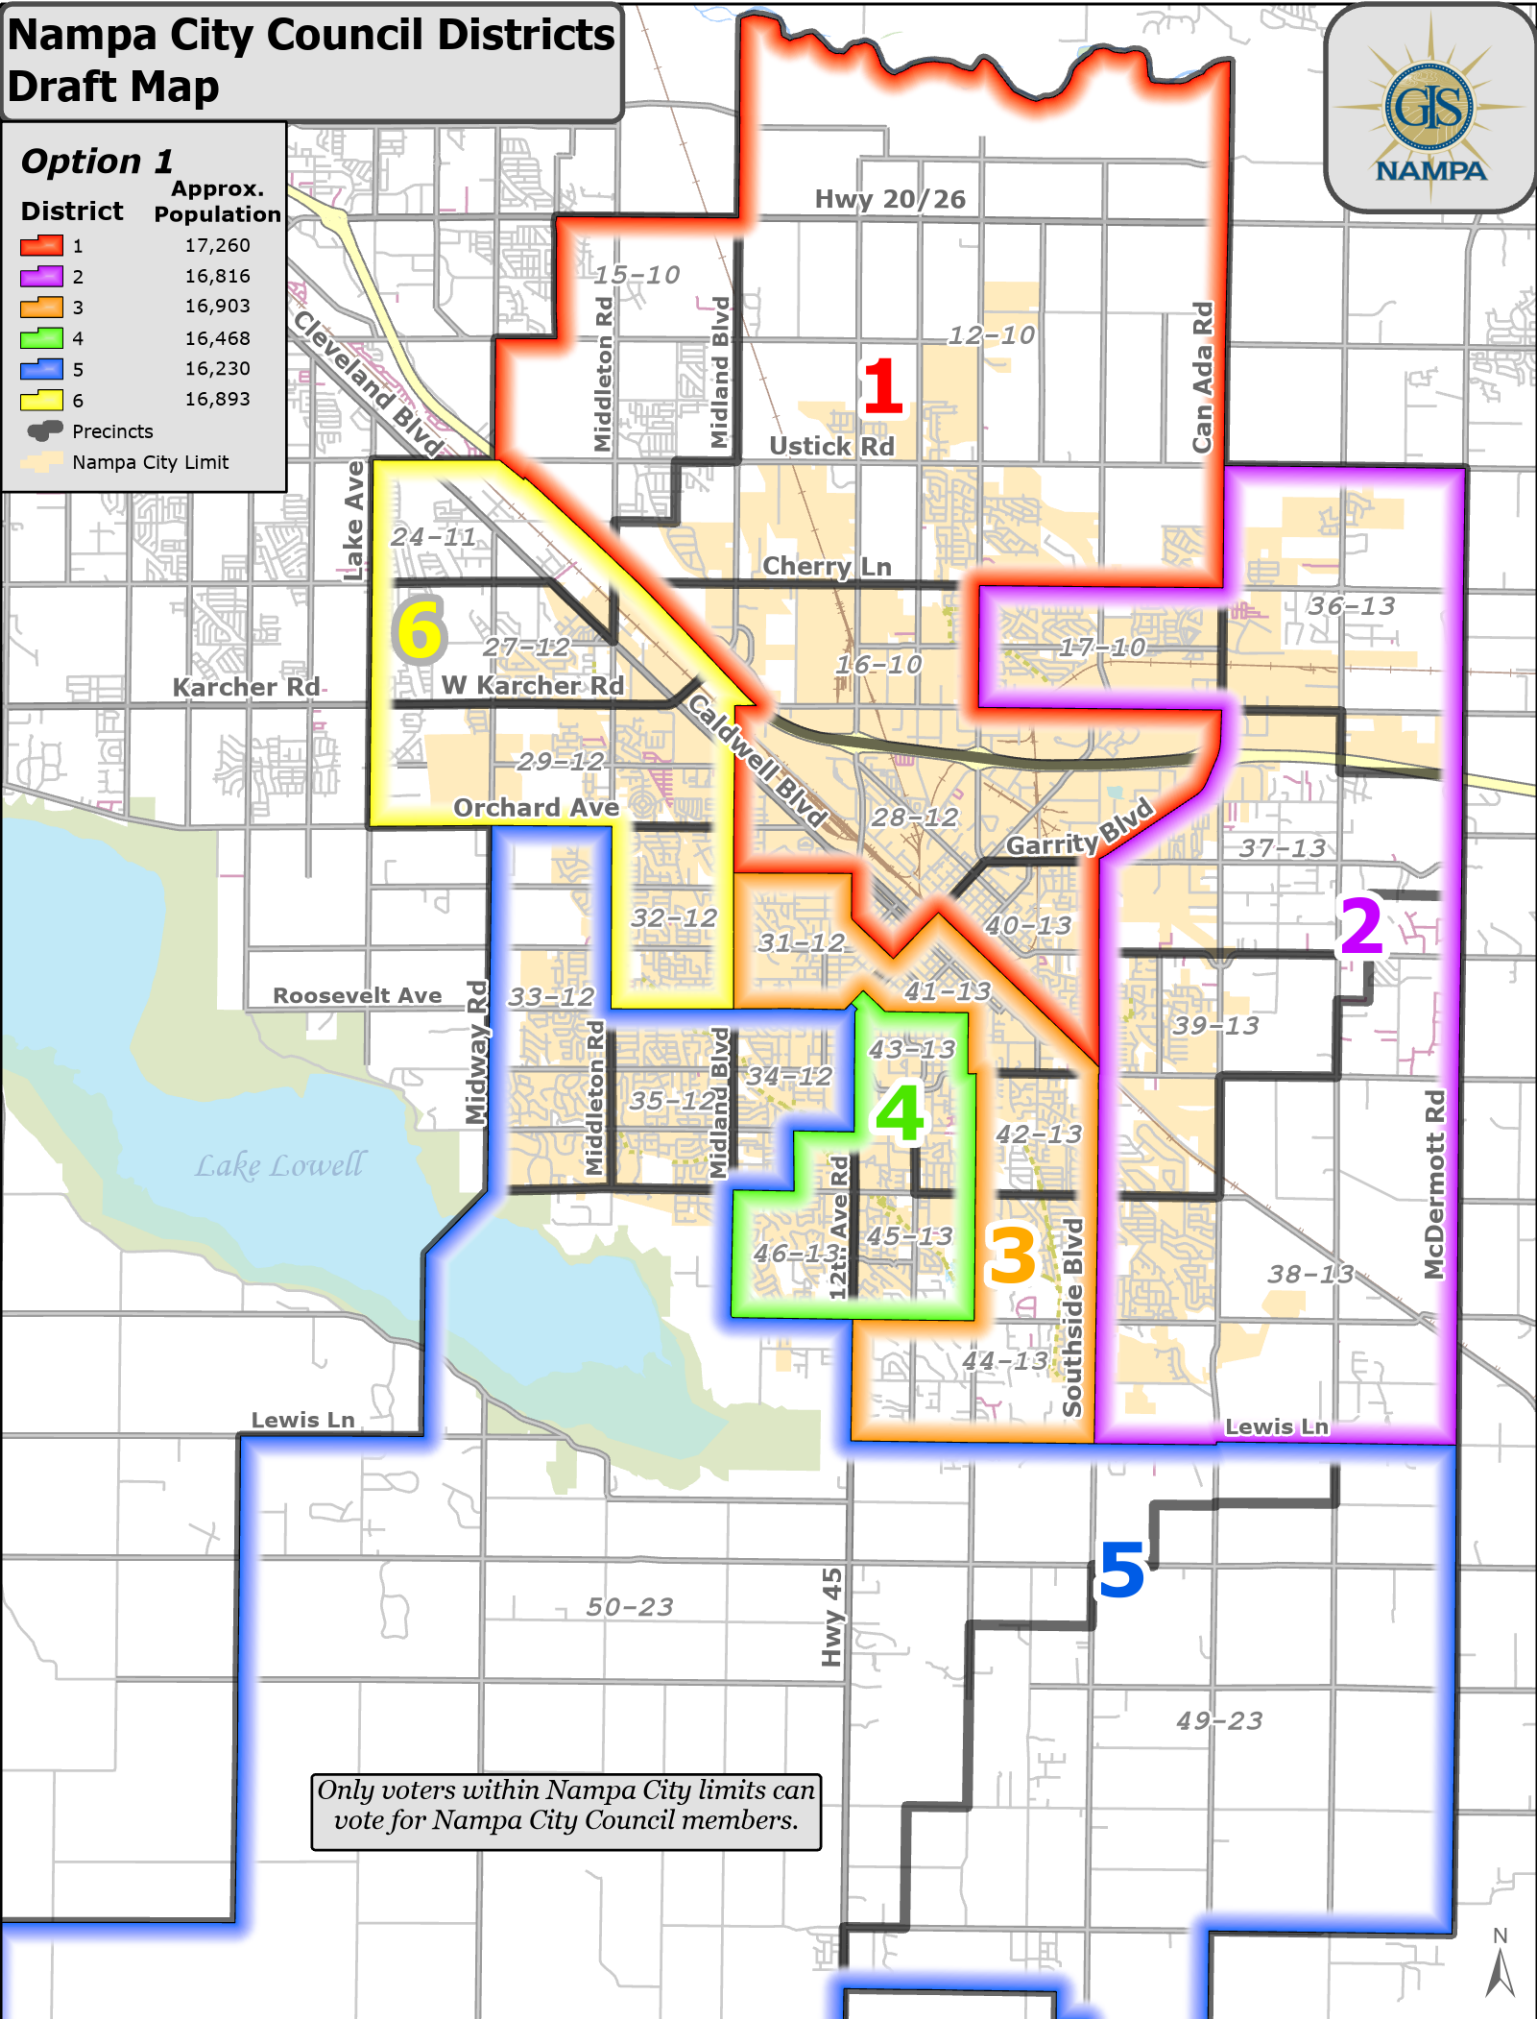 Nampa City Council Districts
Draft Map
GIS
NAMPA
Option 1
District
Approx.
Population
1 17,260
2 16,816
3 16,903
4 16,468
5 16,230
6 16,893
Precincts
Nampa City Limit
Hwy 20/26
15-10
12-10
Cleveland Blvd
Middleton Rd
Midland Blvd
Can Ada Rd
1
Ustick Rd
Lake Ave
24-11
Cherry Ln
6
27-12
36-13
17-10
16-10
Karcher Rd
W Karcher Rd
Caldwell Blvd
29-12
Orchard Ave
28-12
Garrity Blvd
37-13
32-12
31-12
40-13
2
Roosevelt Ave
33-12
41-13
39-13
Midway Rd
Middleton Rd
Midland Blvd
34-12
35-12
43-13
4
42-13
McDermott Rd
Lake Lowell
12th Ave Rd
46-13
45-13
3
Southside Blvd
38-13
44-13
Lewis Ln
Lewis Ln
5
50-23
Hwy 45
49-23
Only voters within Nampa City limits can
vote for Nampa City Council members.
N